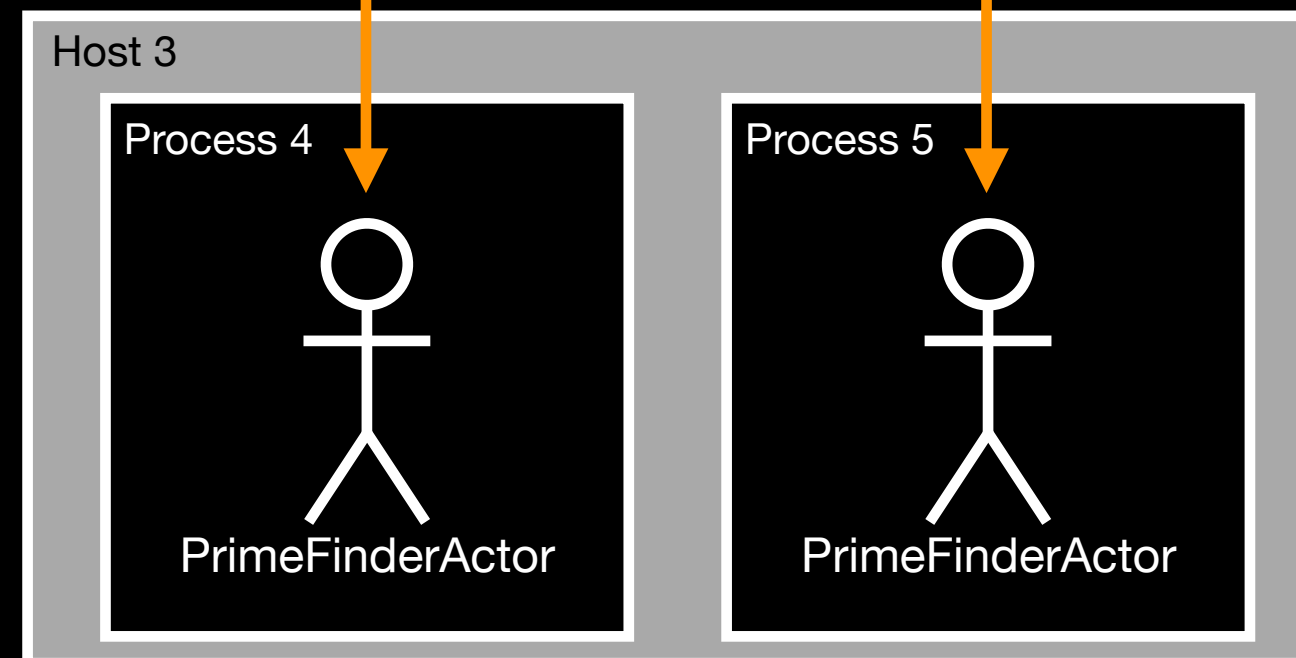 Host 3
Process 4
Process 5
PrimeFinderActor
PrimeFinderActor